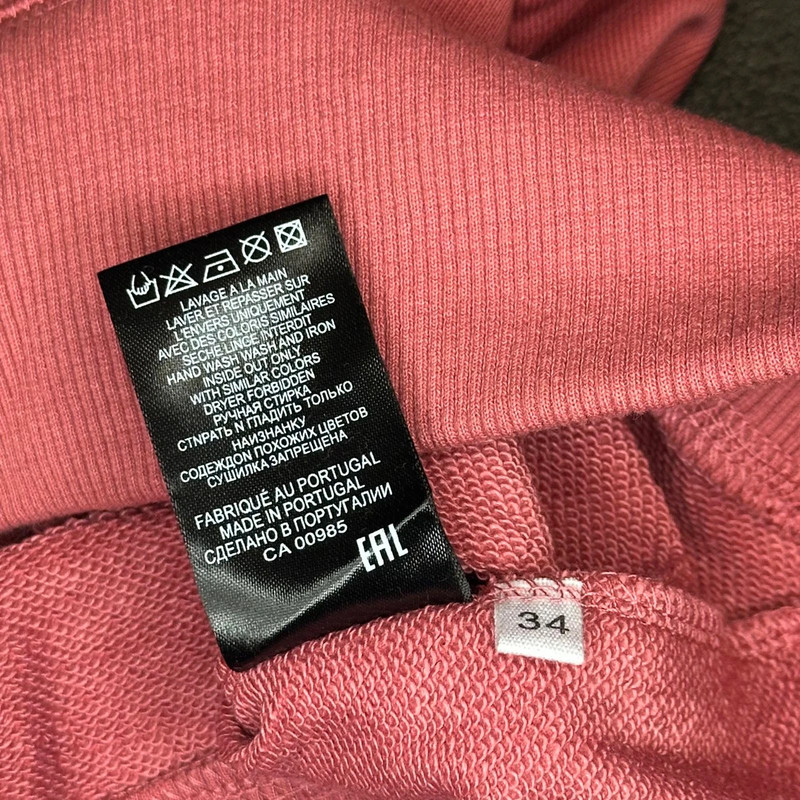 LAVAGE A LA MAIN
LAVER ET REPASSER SUR
L'ENVERS UNIQUEMENT
AVEC DES COLORIS SIMILAIRES
SECHE LINGE INTERDIT
HAND WASH WASH AND IRON
INSIDE OUT ONLY
WITH SIMILAR COLORS
DRYER FORBIDDEN
РУЧНАЯ СТИРКА
СТНРАТЬ N ГЛАДИТЬ ТОЛЬКО
НАИЗНАНКУ
СОДЕЖДОН ПОХОЖИХ ЦВЕТОВ
СУШИЛКА ЗАПРЕЩЕНА
FABRIQUÉ AU PORTUGAL
MADE IN PORTUGAL
СДЕЛАНО В ПОРТУГАЛИИ
CA 00985
EAC
34